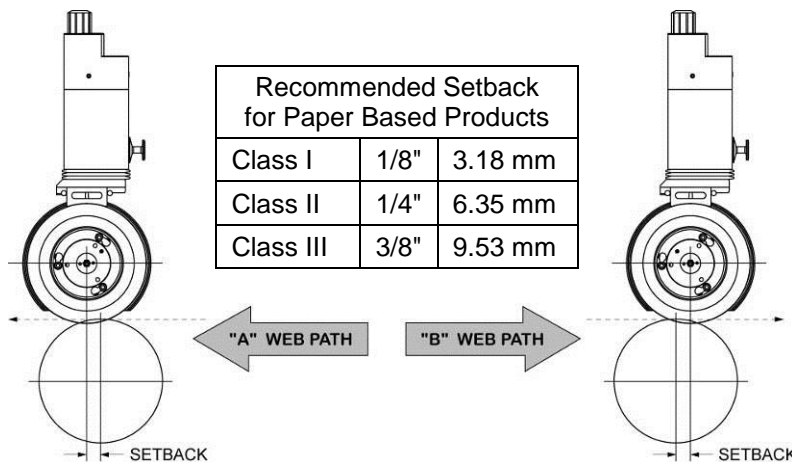 Recommended Setback
for Paper Based Products
Class I 1/8" 3.18 mm
Class II 1/4" 6.35 mm
Class III 3/8" 9.53 mm
"A" WEB PATH
"B" WEB PATH
SETBACK
SETBACK